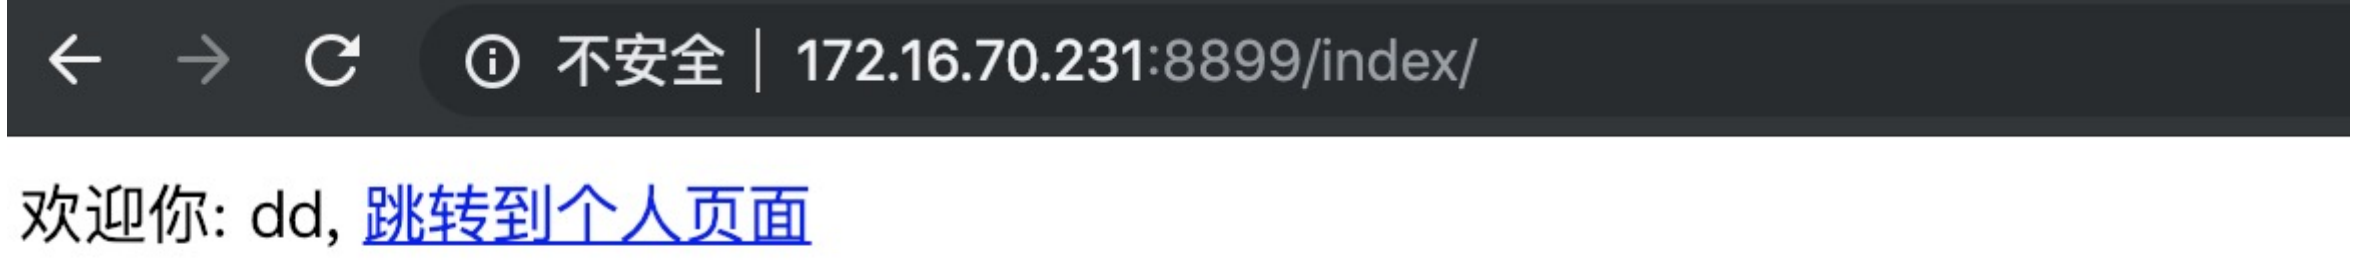 不安全 | 172.16.70.231:8899/index/
欢迎你: dd, 跳转到个人页面